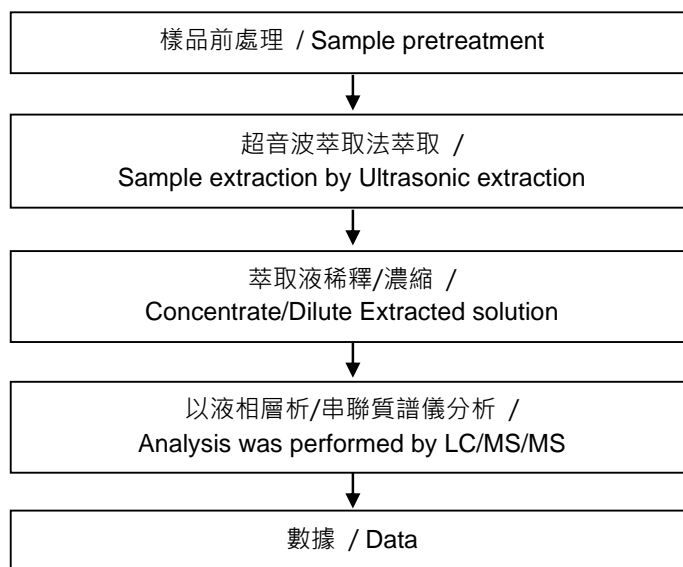 樣品前處理 / Sample pretreatment
超音波萃取法萃取 /
Sample extraction by Ultrasonic extraction
萃取液稀釋/濃縮 /
Concentrate/Dilute Extracted solution
以液相層析/串聯質譜儀分析 /
Analysis was performed by LC/MS/MS
數據 / Data